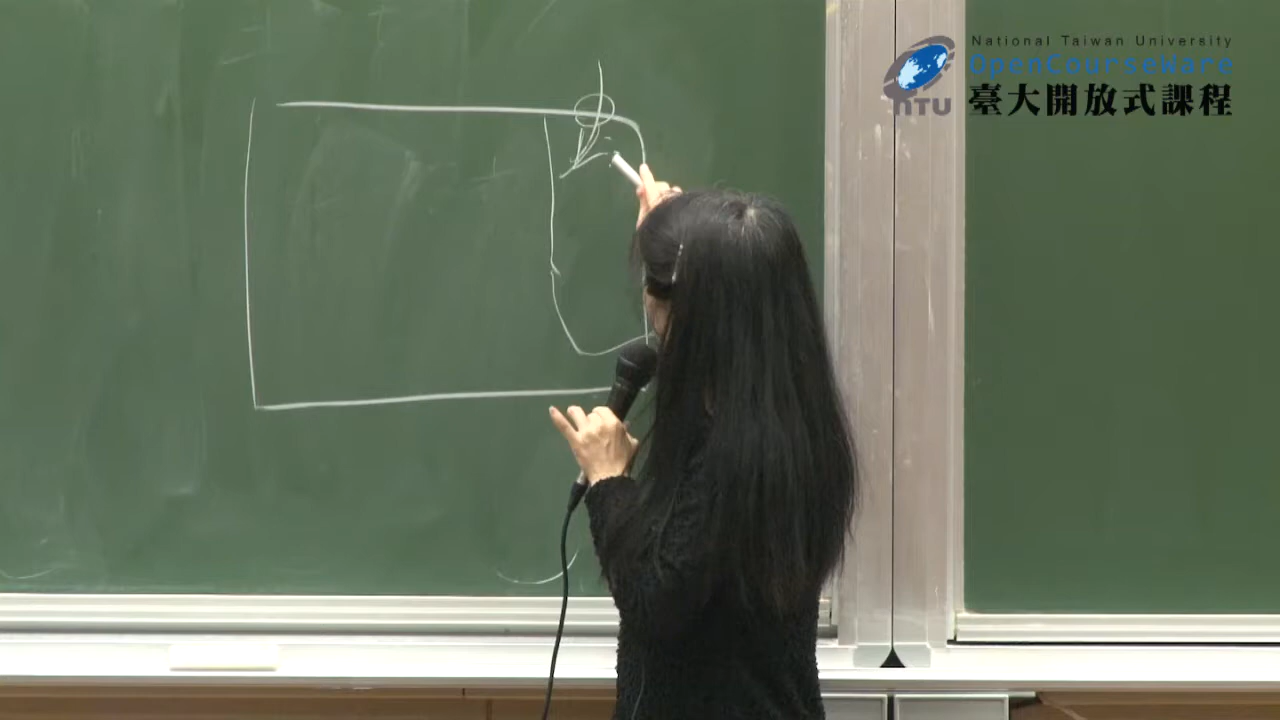 National Taiwan University
OpenCourseWare
NTU
臺大開放式課程